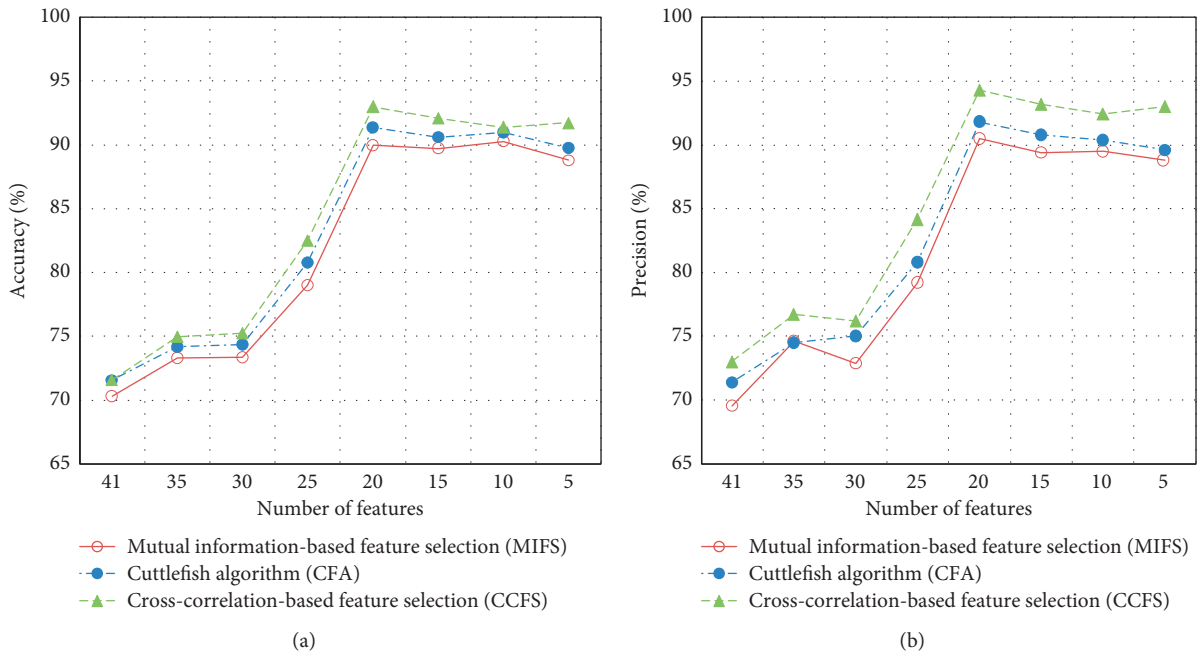 100
95
90
85
80
75
70
65
Accuracy (%)
41 35 30 25 20 15 10 5
Number of features
Mutual information-based feature selection (MIFS)
Cuttlefish algorithm (CFA)
Cross-correlation-based feature selection (CCFS)
(a)
100
95
90
85
80
75
70
65
Precision (%)
41 35 30 25 20 15 10 5
Number of features
Mutual information-based feature selection (MIFS)
Cuttlefish algorithm (CFA)
Cross-correlation-based feature selection (CCFS)
(b)